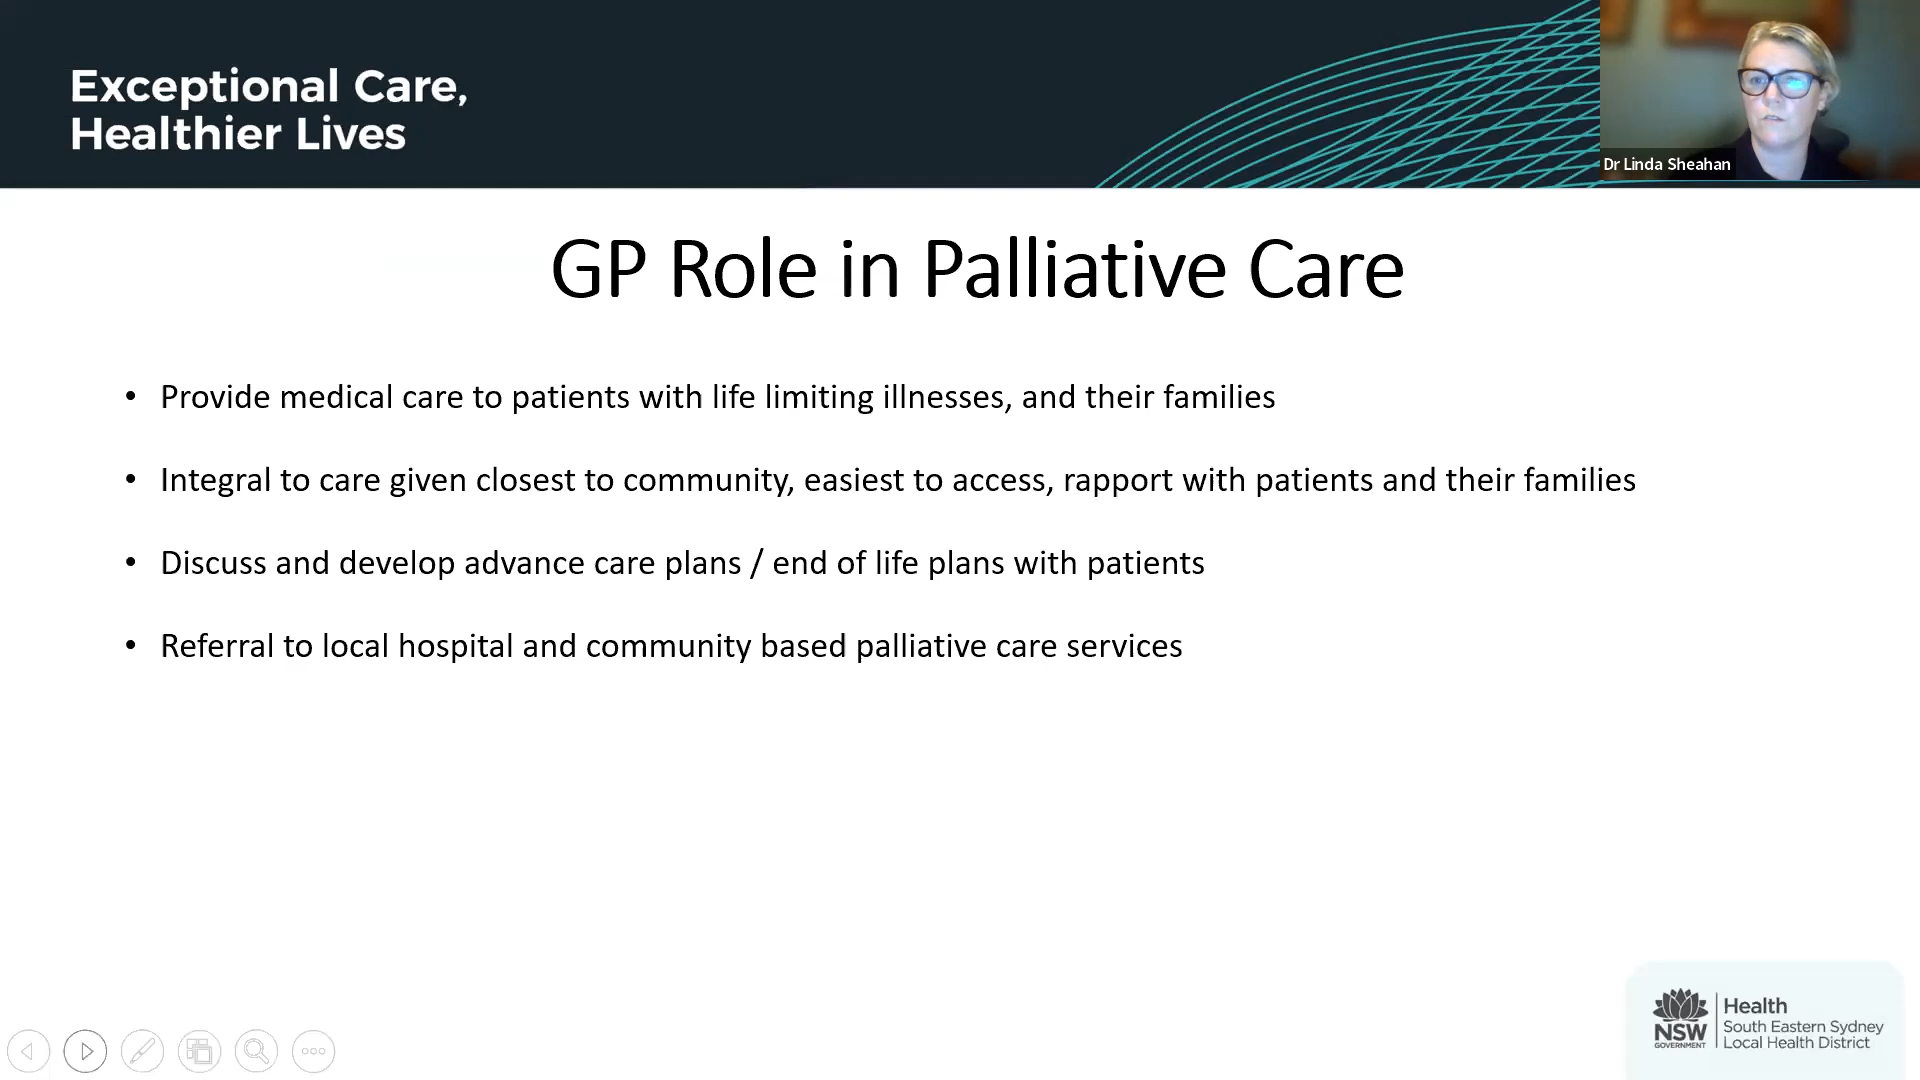 Exceptional Care,
Healthier Lives
Dr Linda Sheahan
GP Role in Palliative Care
• Provide medical care to patients with life limiting illnesses, and their families
• Integral to care given closest to community, easiest to access, rapport with patients and their families
• Discuss and develop advance care plans / end of life plans with patients
• Referral to local hospital and community based palliative care services
NSW
GOVERNMENT
Health
South Eastern Sydney
Local Health District